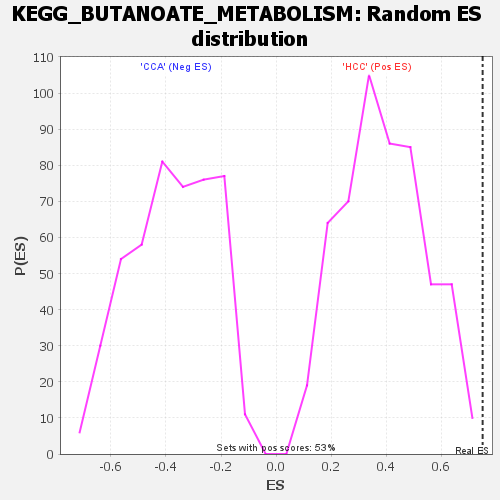 KEGG_BUTANOATE_METABOLISM: Random ES
distribution
'CCA' (Neg ES)
'HCC' (Pos ES)
110
100
90
80
70
60
50
40
30
20
10
0
P(ES)
Sets with pos scores: 53%
Real ES
-0.6 -0.4 -0.2 0.0 0.2 0.4 0.6
ES